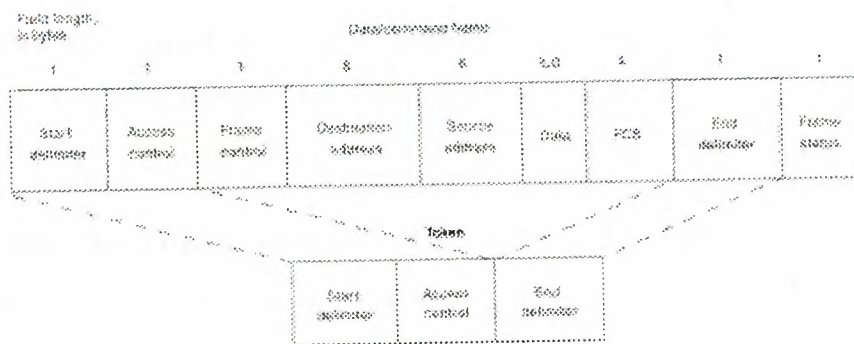 Field length,
in bytes
Data/command frame
1 1 1 6 6 ≥0 4 1 1
Start
delimiter
Access
control
Frame
control
Destination
address
Source
address
Data
FCS
End
delimiter
Frame
status
Token
Start
delimiter
Access
control
End
delimiter